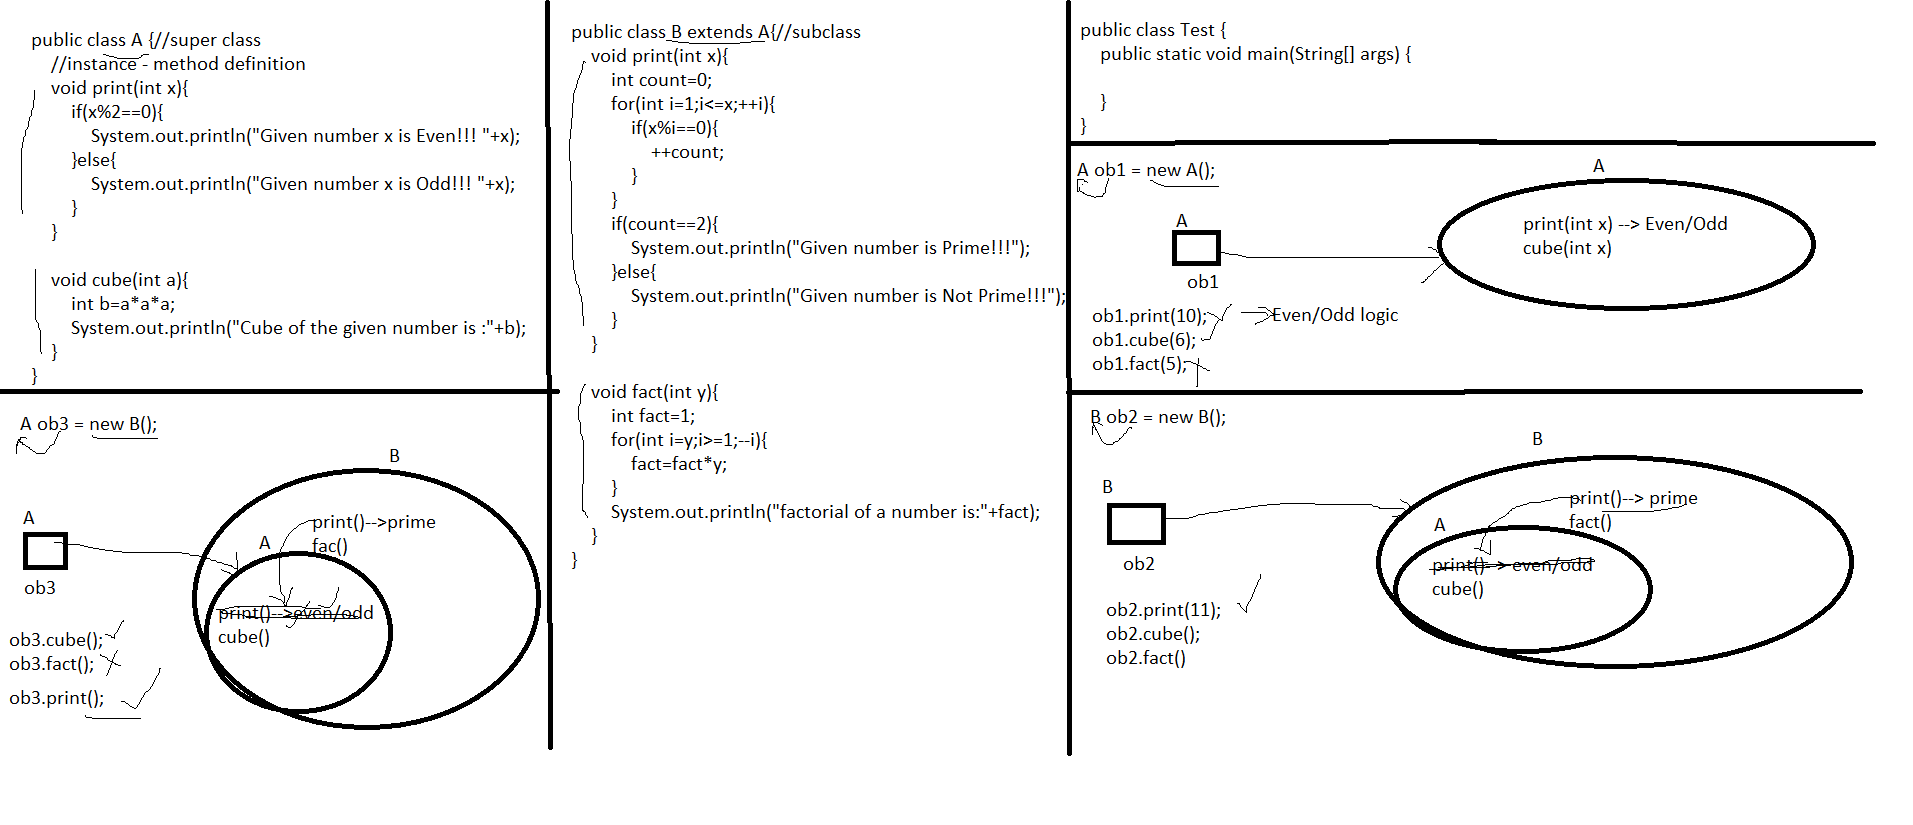 public class A {//super class
//instance - method definition
void print(int x){
if(x%2==0){
System.out.println("Given number x is Even!!! "+x);
}else{
System.out.println("Given number x is Odd!!! "+x);
}
}
void cube(int a){
int b=a*a*a;
System.out.println("Cube of the given number is :"+b);
}
}
public class B extends A{//subclass
void print(int x){
int count=0;
for(int i=1;i<=x;++i){
if(x%i==0){
++count;
}
}
if(count==2){
System.out.println("Given number is Prime!!!");
}else{
System.out.println("Given number is Not Prime!!!");
}
}
void fact(int y){
int fact=1;
for(int i=y;i>=1;--i){
fact=fact*y;
}
System.out.println("factorial of a number is:"+fact);
}
}
public class Test {
public static void main(String[] args) {
}
}
A ob1 = new A();
A
A
print(int x) --> Even/Odd
cube(int x)
ob1
ob1.print(10);
Even/Odd logic
ob1.cube(6);
ob1.fact(5);
A ob3 = new B();
B
A
print()-->prime
fac()
A
ob3
print()-->even/odd
cube()
ob3.cube();
ob3.fact();
ob3.print();
B ob2 = new B();
B
B
print()--> prime
fact()
A
ob2
print()--> even/odd
cube()
ob2.print(11);
ob2.cube();
ob2.fact()